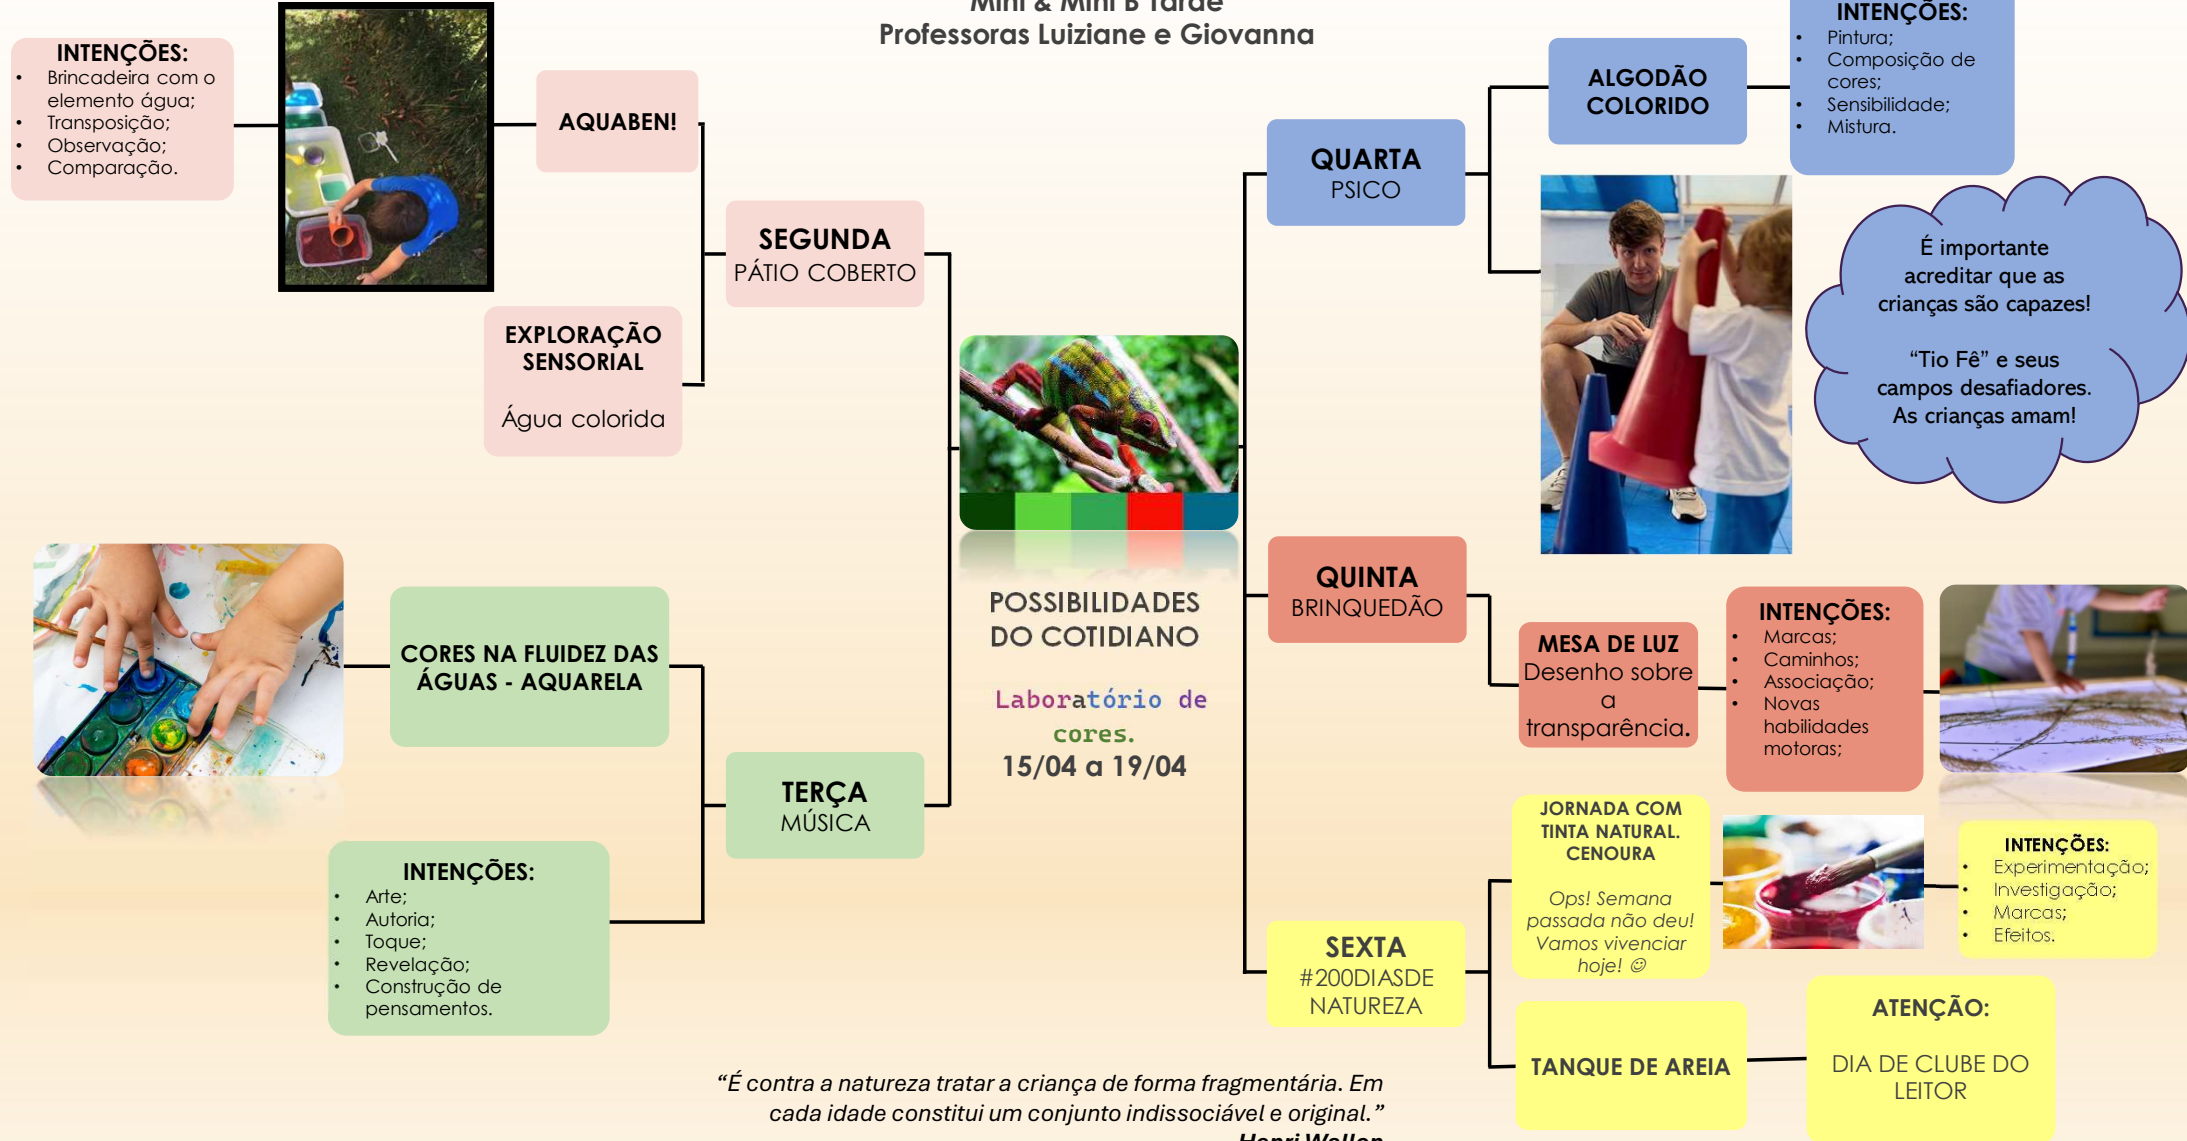 Mini & Mini B Tarde
Professoras Luiziane e Giovanna
INTENÇÕES:
• Brincadeira com o
elemento água;
• Transposição;
• Observação;
• Comparação.
AQUABEN!
SEGUNDA
PÁTIO COBERTO
EXPLORAÇÃO
SENSORIAL
Água colorida
CORES NA FLUIDEZ DAS
ÁGUAS - AQUARELA
TERÇA
MÚSICA
INTENÇÕES:
• Arte;
• Autoria;
• Toque;
• Revelação;
• Construção de
pensamentos.
POSSIBILIDADES
DO COTIDIANO
Laboratório de
cores.
15/04 a 19/04
QUARTA
PSICO
ALGODÃO
COLORIDO
INTENÇÕES:
• Pintura;
• Composição de
cores;
• Sensibilidade;
• Mistura.
É importante
acreditar que as
crianças são capazes!
“Tio Fê” e seus
campos desafiadores.
As crianças amam!
QUINTA
BRINQUEDÃO
MESA DE LUZ
Desenho sobre
a
transparência.
INTENÇÕES:
• Marcas;
• Caminhos;
• Associação;
• Novas
habilidades
motoras;
SEXTA
#200DIASDE
NATUREZA
JORNADA COM
TINTA NATURAL.
CENOURA
Ops! Semana
passada não deu!
Vamos vivenciar
hoje! ☺
INTENÇÕES:
• Experimentação;
• Investigação;
• Marcas;
• Efeitos.
TANQUE DE AREIA
ATENÇÃO:
DIA DE CLUBE DO
LEITOR
“É contra a natureza tratar a criança de forma fragmentária. Em
cada idade constitui um conjunto indissociável e original.”
Henri Wallon